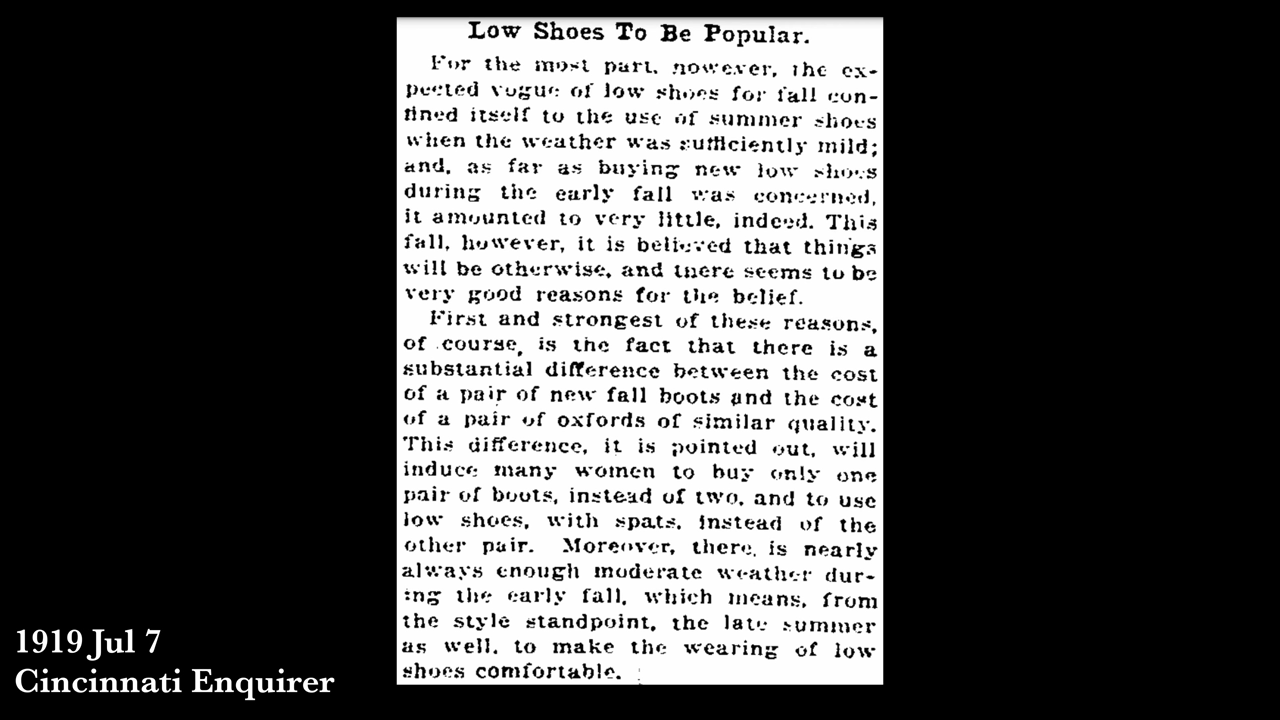 Low Shoes To Be Popular.
For the most part, however, the ex-
pected vogue of low shoes for fall con-
fined itself to the use of summer shoes
when the weather was sufficiently mild;
and, as far as buying new low shoes
during the early fall was concerned,
it amounted to very little, indeed. This
fall, however, it is believed that things
will be otherwise, and there seems to be
very good reasons for the belief.
First and strongest of these reasons,
of course, is the fact that there is a
substantial difference between the cost
of a pair of new fall boots and the cost
of a pair of oxfords of similar quality.
This difference, it is pointed out, will
induce many women to buy only one
pair of boots, instead of two, and to use
low shoes, with spats, instead of the
other pair. Moreover, there is nearly
always enough moderate weather dur-
ing the early fall, which means, from
the style standpoint, the late summer
as well, to make the wearing of low
shoes comfortable.
1919 Jul 7
Cincinnati Enquirer